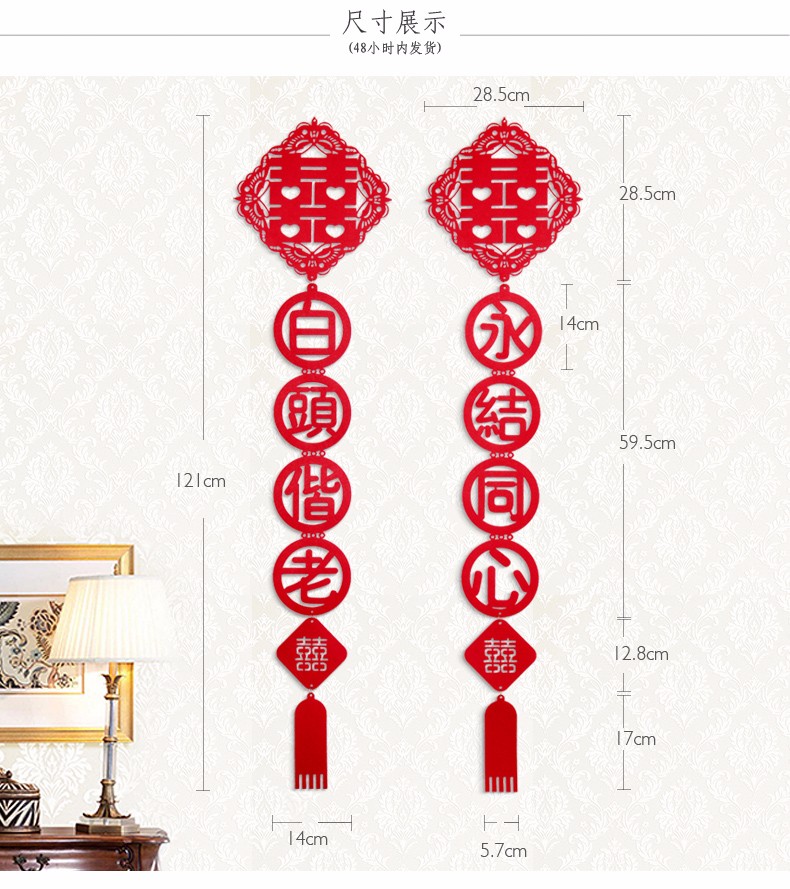 尺寸展示
(48小时内发货)
28.5cm
28.5cm
囍
囍
白頭偕老
永結同心
14cm
59.5cm
121cm
囍
囍
12.8cm
17cm
14cm
5.7cm